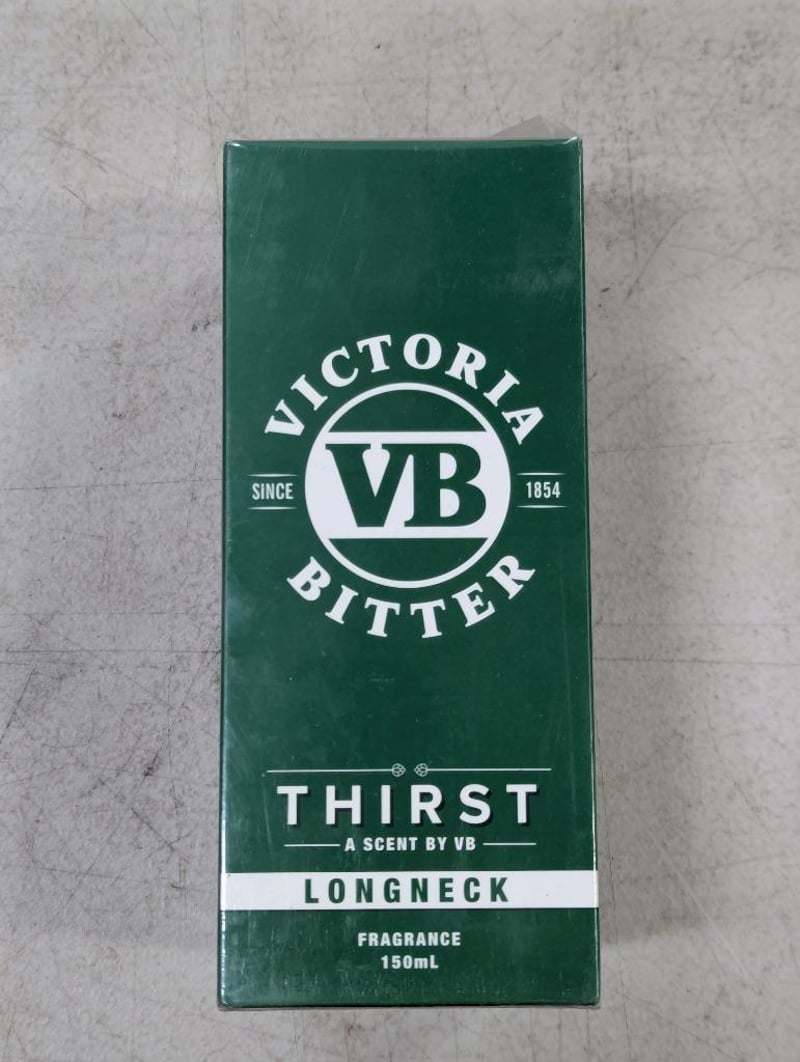 VICTORIA
SINCE
VB
1854
BITTER
THIRST
A SCENT BY VB
LONGNECK
FRAGRANCE
150mL